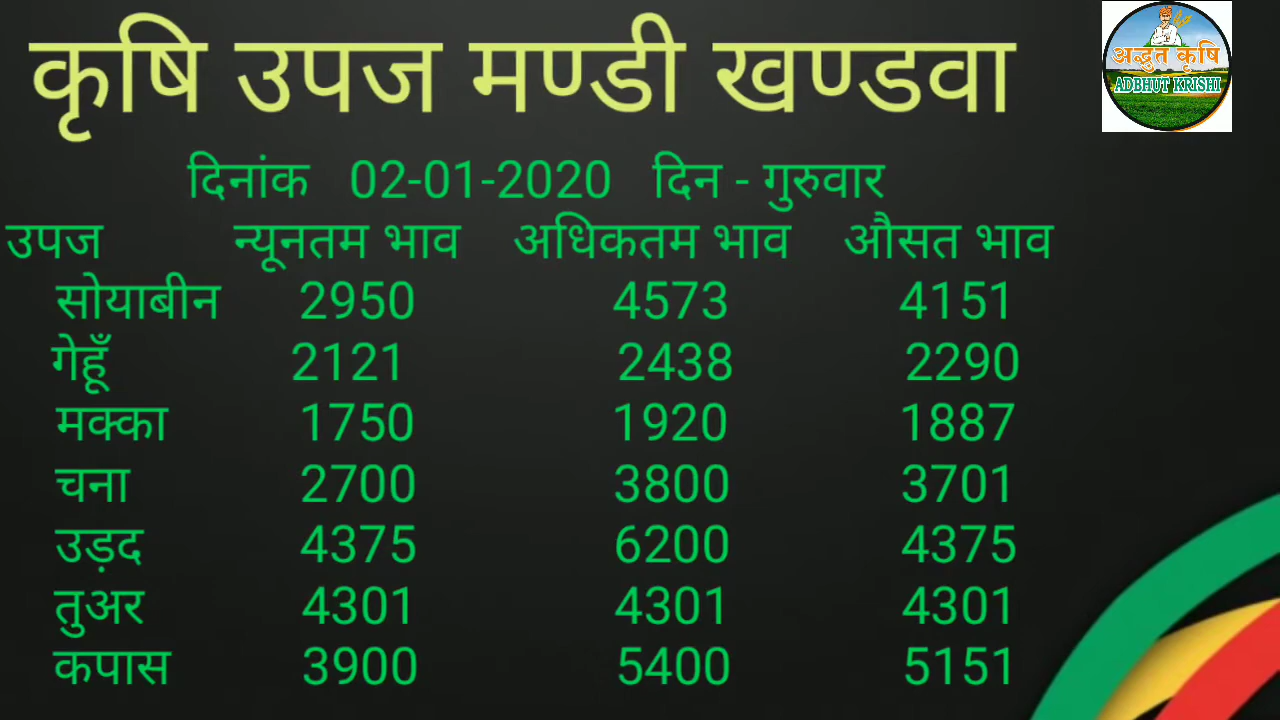 कृषि उपज मण्डी खण्डवा
अद्भुत कृषि
ADBHUT KRISHI
दिनांक 02-01-2020 दिन - गुरुवार
उपज न्यूनतम भाव अधिकतम भाव औसत भाव
सोयाबीन 2950 4573 4151
गेहूँ 2121 2438 2290
मक्का 1750 1920 1887
चना 2700 3800 3701
उड़द 4375 6200 4375
तुअर 4301 4301 4301
कपास 3900 5400 5151